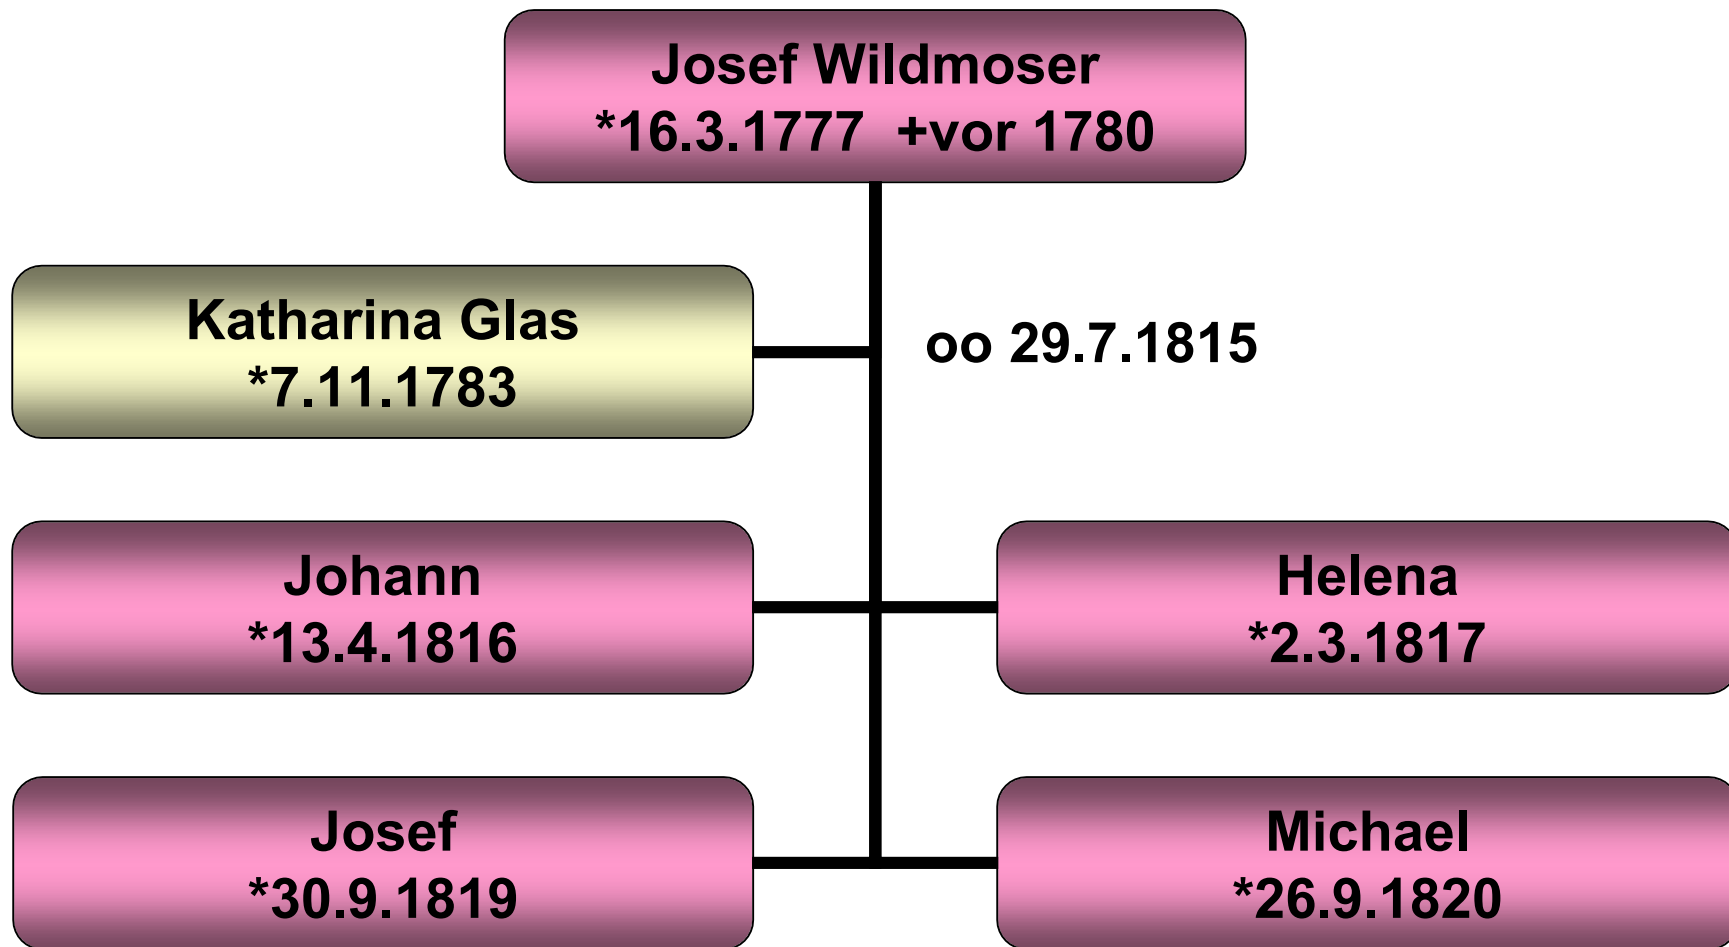 Josef Wildmoser
*16.3.1777  +vor 1780
Katharina Glas
*7.11.1783
oo 29.7.1815
Johann
*13.4.1816
Helena
*2.3.1817
Josef
*30.9.1819
Michael
*26.9.1820